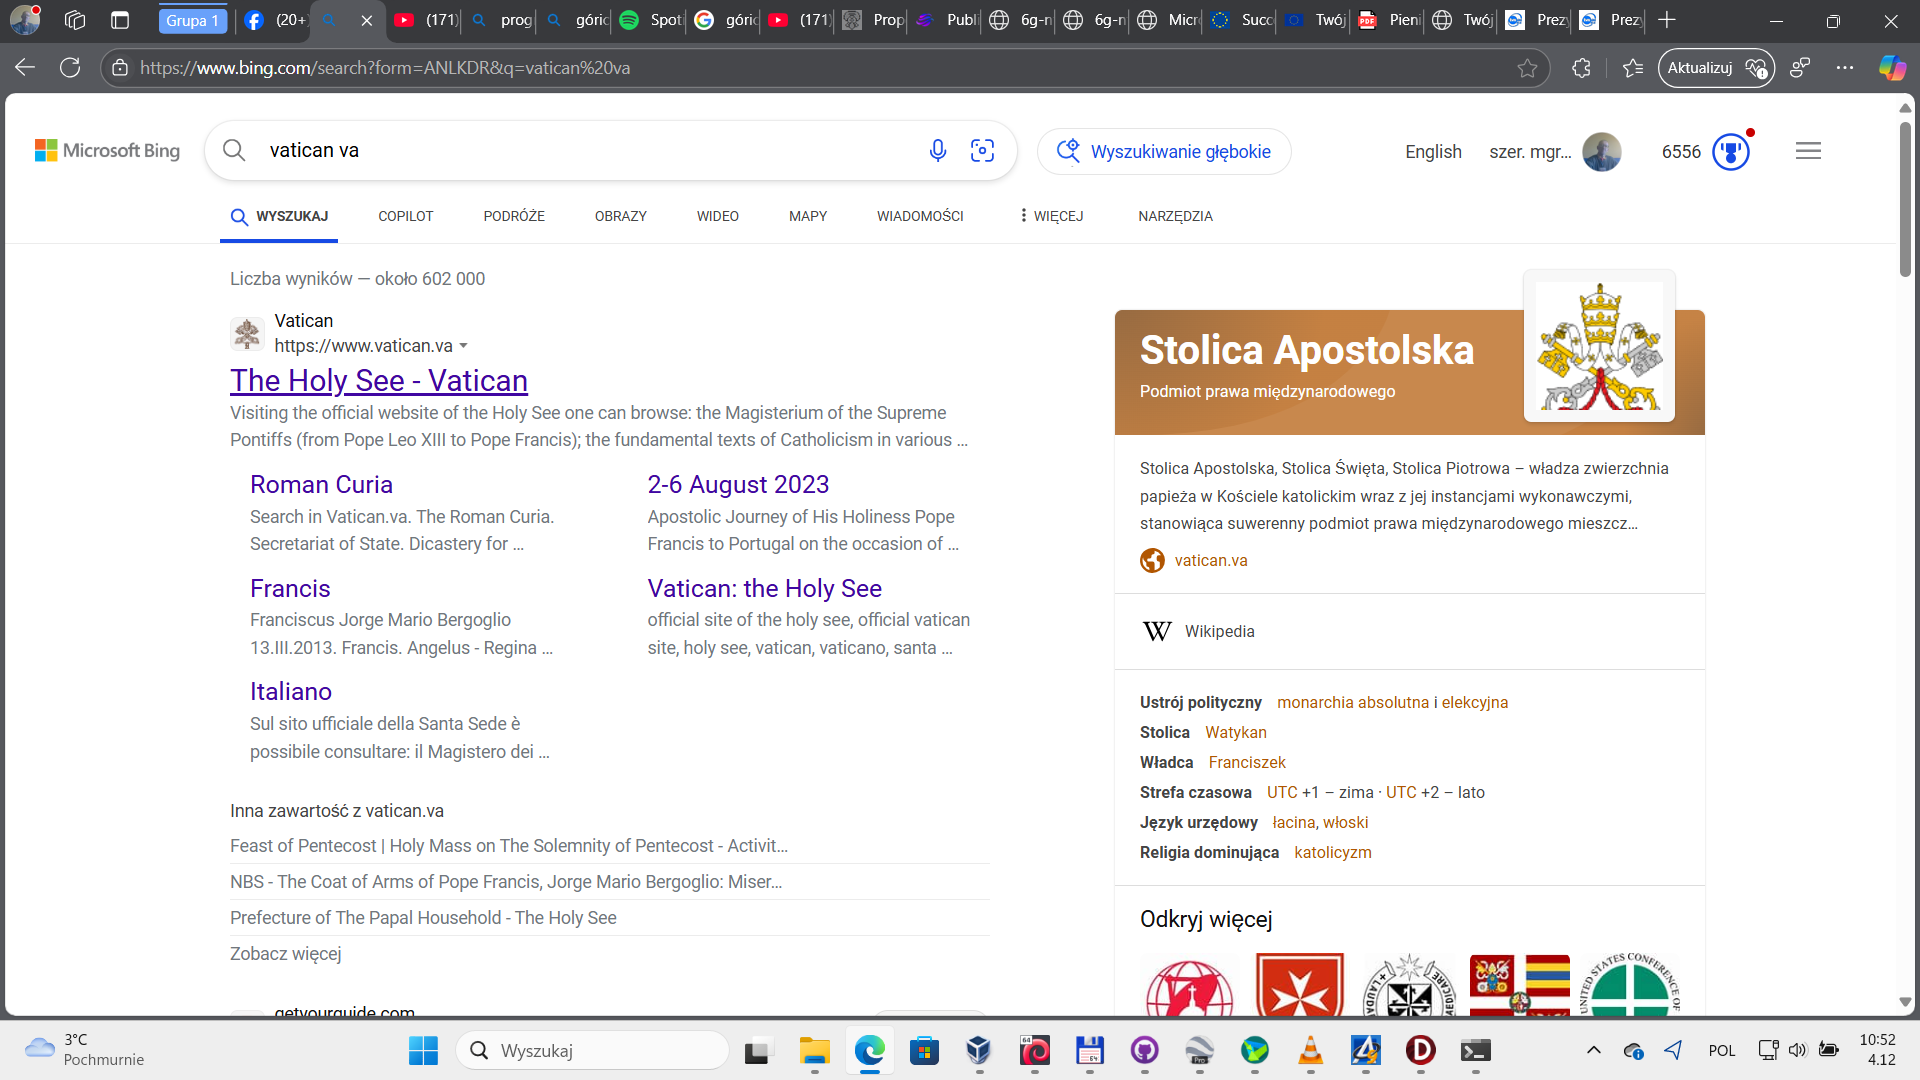 Grupa 1
(20+
(171)
prog
góric
Spoti
góric
(171)
Prop
Publi
6g-n
6g-n
Micro
Succe
Twój
Pieni
Twój
Prezy
Prezy
https://www.bing.com/search?form=ANLKDR&q=vatican%20va
Aktualizuj
Microsoft Bing
vatican va
Wyszukiwanie głębokie
English
szer. mgr...
6556
WYSZUKAJ
COPILOT
PODRÓŻE
OBRAZY
WIDEO
MAPY
WIADOMOŚCI
WIĘCEJ
NARZĘDZIA
Liczba wyników — około 602 000
Vatican
https://www.vatican.va
The Holy See - Vatican
Visiting the official website of the Holy See one can browse: the Magisterium of the Supreme
Pontiffs (from Pope Leo XIII to Pope Francis); the fundamental texts of Catholicism in various ...
Roman Curia
Search in Vatican.va. The Roman Curia.
Secretariat of State. Dicastery for ...
2-6 August 2023
Apostolic Journey of His Holiness Pope
Francis to Portugal on the occasion of ...
Francis
Franciscus Jorge Mario Bergoglio
13.III.2013. Francis. Angelus - Regina ...
Vatican: the Holy See
official site of the holy see, official vatican
site, holy see, vatican, vaticano, santa ...
Italiano
Sul sito ufficiale della Santa Sede è
possibile consultare: il Magistero dei ...
Inna zawartość z vatican.va
Feast of Pentecost | Holy Mass on The Solemnity of Pentecost - Activit...
NBS - The Coat of Arms of Pope Francis, Jorge Mario Bergoglio: Miser...
Prefecture of The Papal Household - The Holy See
Zobacz więcej
getyourguide.com
Stolica Apostolska
Podmiot prawa międzynarodowego
Stolica Apostolska, Stolica Święta, Stolica Piotrowa – władza zwierzchnia
papieża w Kościele katolickim wraz z jej instancjami wykonawczymi,
stanowiąca suwerenny podmiot prawa międzynarodowego mieszcz...
vatican.va
Wikipedia
Ustrój polityczny monarchia absolutna i elekcyjna
Stolica Watykan
Władca Franciszek
Strefa czasowa UTC +1 – zima · UTC +2 – lato
Język urzędowy łacina, włoski
Religia dominująca katolicyzm
Odkryj więcej
UNITED STATES CONFERENCE OF
3°C
Pochmurnie
Wyszukaj
POL
10:52
4.12